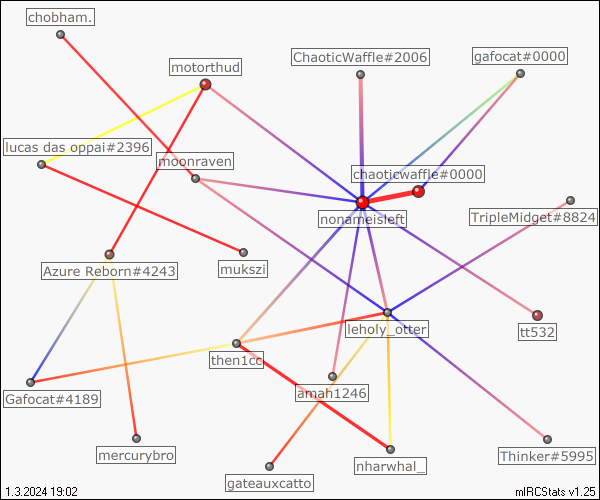 chobham.
ChaoticWaffle#2006
gafocat#0000
motorthud
lucas das oppai#2396
moonraven
chaoticwaffle#0000
nonameisleft
TripleMidget#8824
Azure Reborn#4243
mukszi
leholy_otter
tt532
then1cc
Gafocat#4189
amah1246
mercurybro
Thinker#5995
nharwhal_
gateauxcatto
1.3.2024 19:02
mIRCStats v1.25